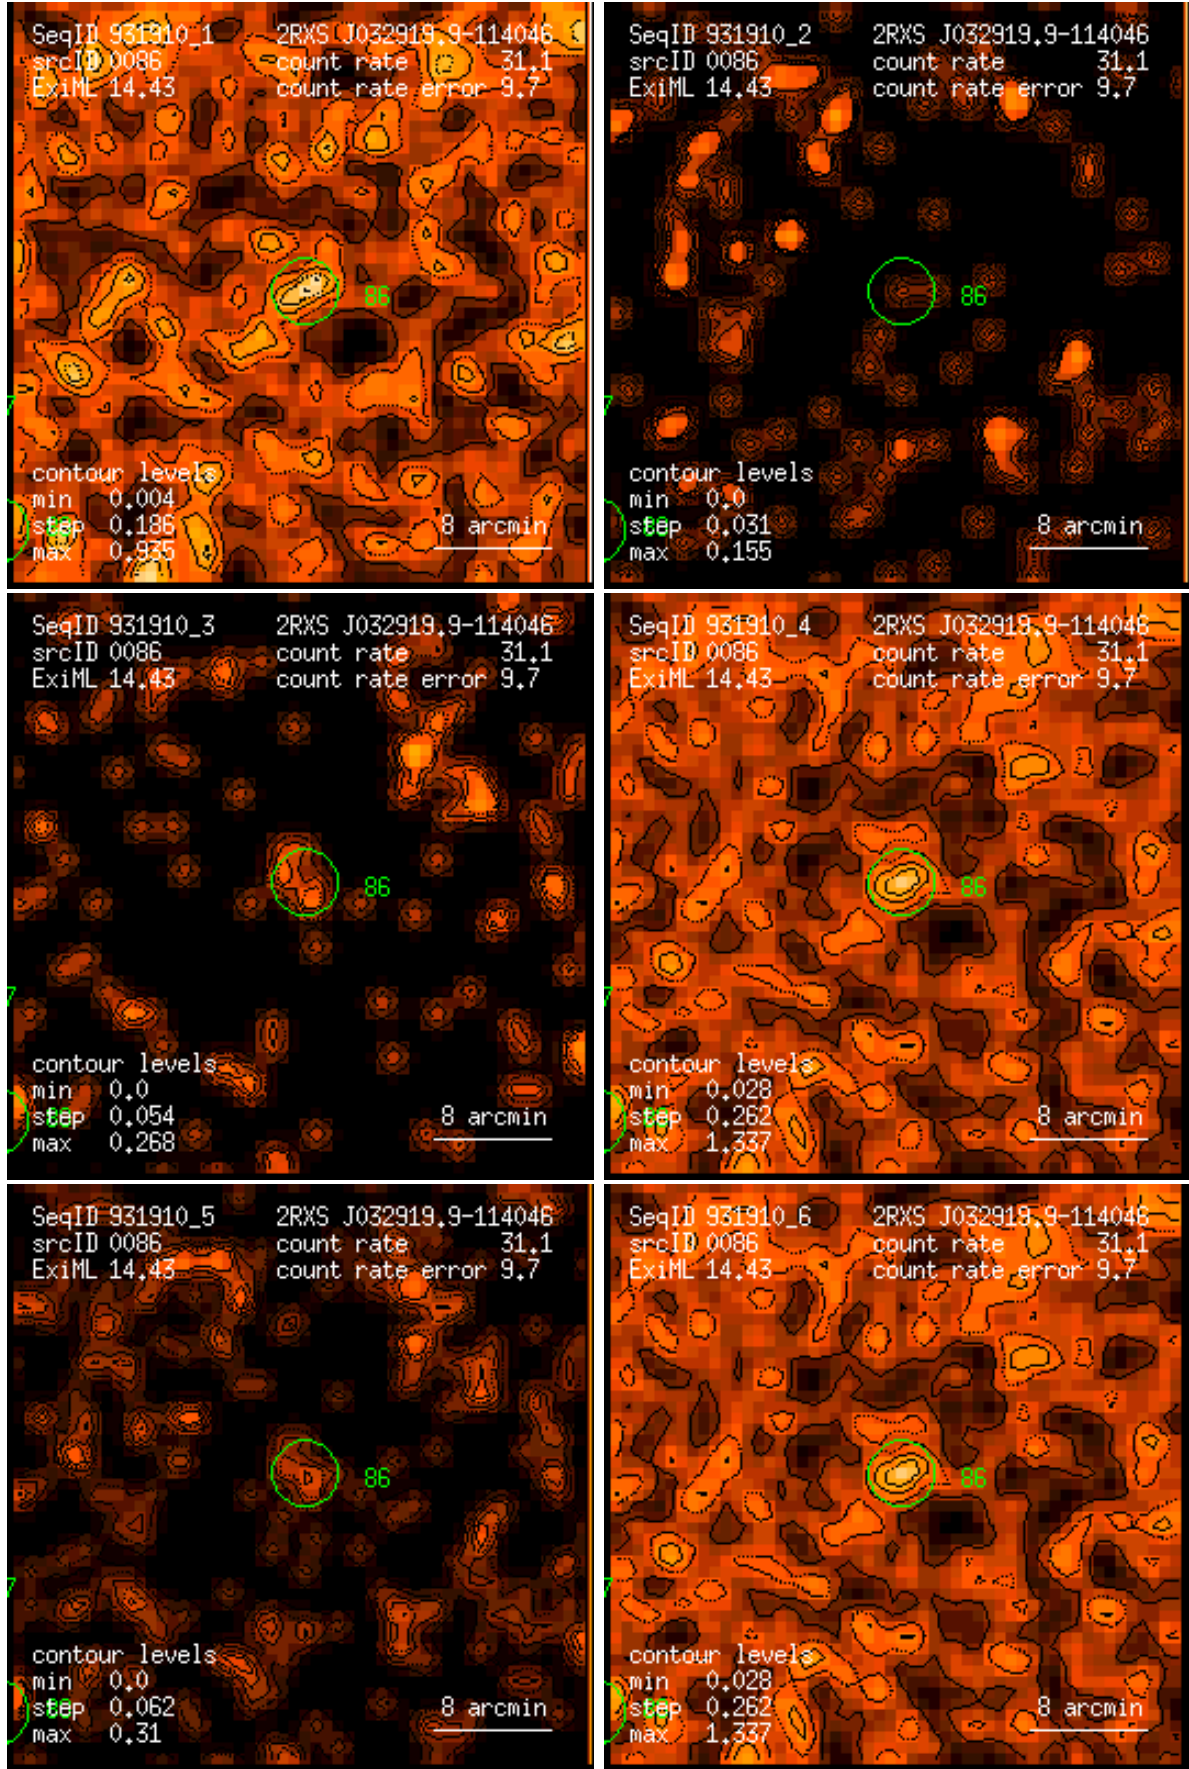 SeqID 931910_1 2RXS J032919.9-114046
srcID 0086 count rate 31.1
ExiML 14.43 count rate error 9.7
86
contour levels
min 0.004
step 0.186
max 0.935
8 arcmin
SeqID 931910_2 2RXS J032919.9-114046
srcID 0086 count rate 31.1
ExiML 14.43 count rate error 9.7
86
contour levels
min 0.0
step 0.031
max 0.155
8 arcmin
SeqID 931910_3 2RXS J032919.9-114046
srcID 0086 count rate 31.1
ExiML 14.43 count rate error 9.7
86
contour levels
min 0.0
step 0.054
max 0.268
8 arcmin
SeqID 931910_4 2RXS J032919.9-114046
srcID 0086 count rate 31.1
ExiML 14.43 count rate error 9.7
86
contour levels
min 0.028
step 0.262
max 1.337
8 arcmin
SeqID 931910_5 2RXS J032919.9-114046
srcID 0086 count rate 31.1
ExiML 14.43 count rate error 9.7
86
contour levels
min 0.0
step 0.062
max 0.31
8 arcmin
SeqID 931910_6 2RXS J032919.9-114046
srcID 0086 count rate 31.1
ExiML 14.43 count rate error 9.7
86
contour levels
min 0.028
step 0.262
max 1.337
8 arcmin